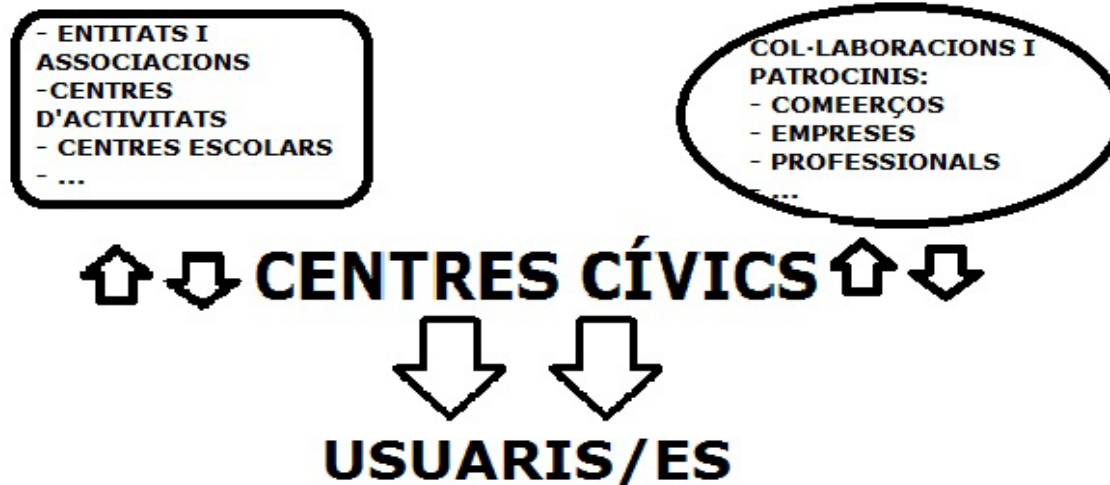 - ENTITATS I
ASSOCIACIONS
-CENTRES
D'ACTIVITATS
- CENTRES ESCOLARS
- ...
COL·LABORACIONS I
PATROCINIS:
- COMEERÇOS
- EMPRESES
- PROFESSIONALS
- ...
CENTRES CÍVICS
USUARIS/ES